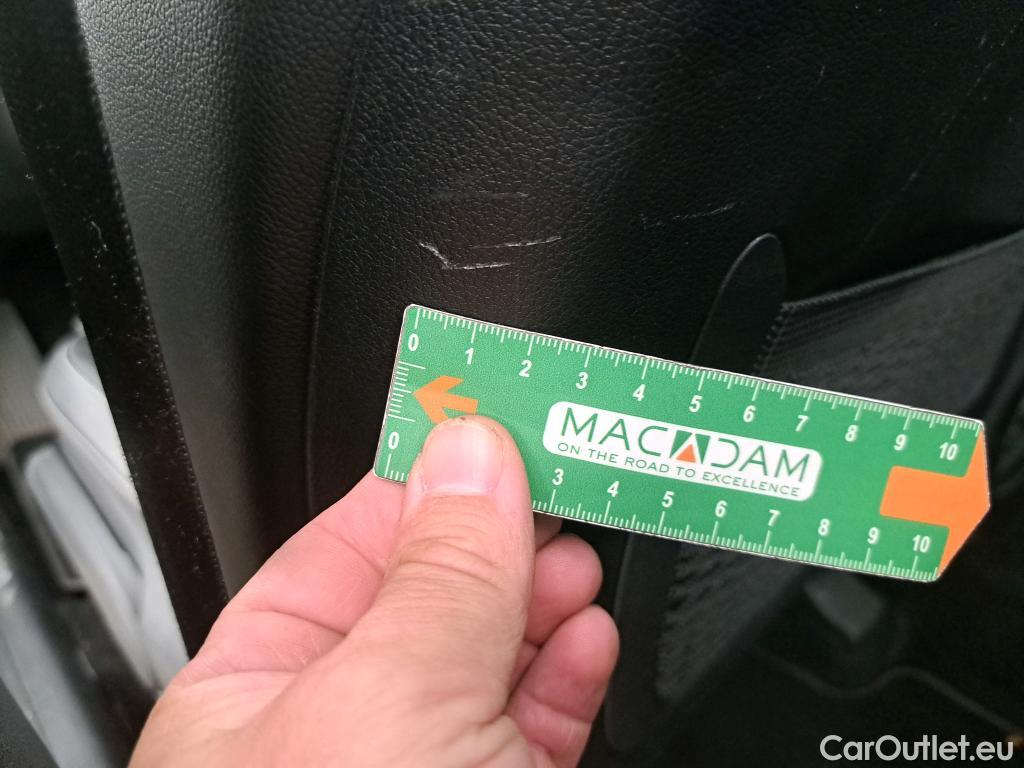 0 1 2 3 4 5 6 7 8 9 10
MACADAM
ON THE ROAD TO EXCELLENCE
0 3 4 5 6 7 8 9 10
CarOutlet.eu